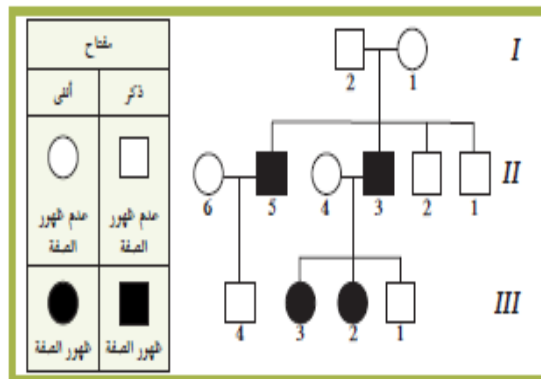 مفتاح
ذكر أنثى
عدم ظهور الصفة عدم ظهور الصفة
ظهور الصفة ظهور الصفة
I
2 1
II
6 5 4 3 2 1
III
4 3 2 1